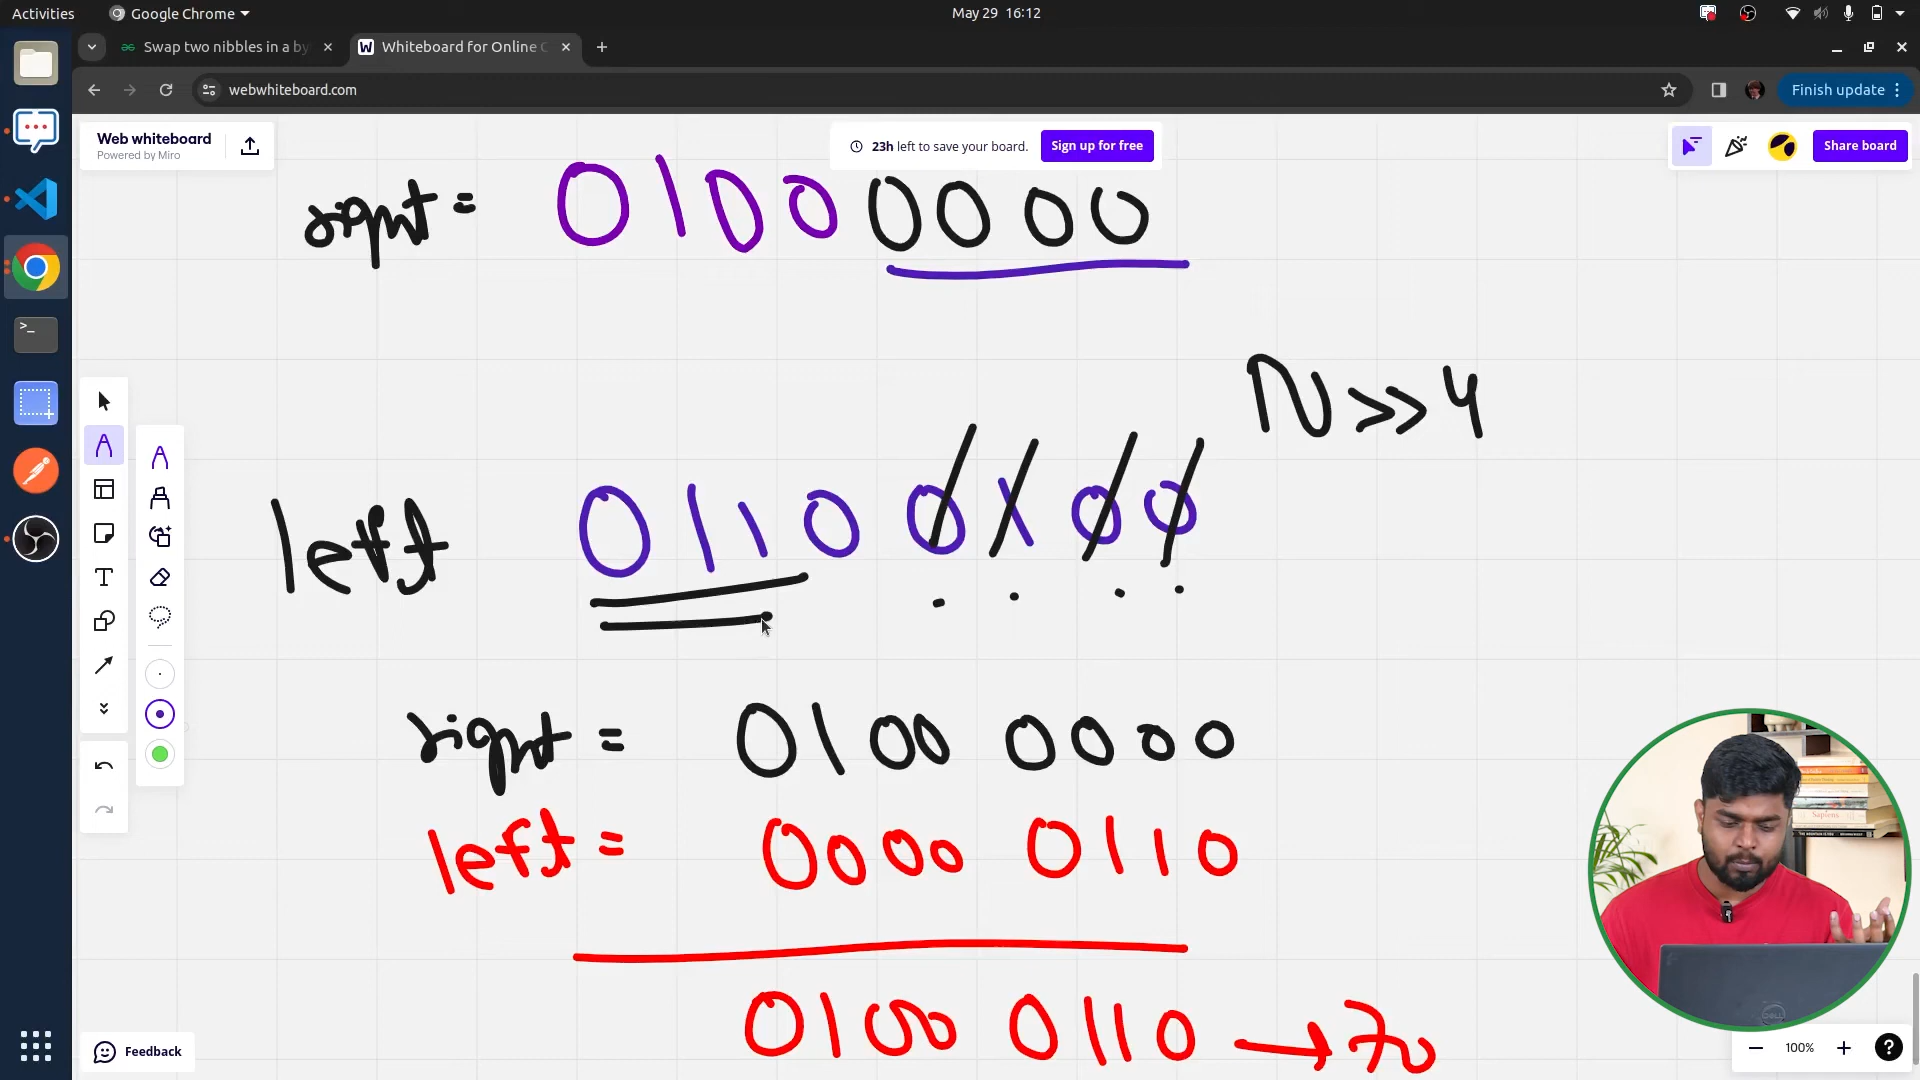 Activities
Google Chrome
May 29 16:12
Swap two nibbles in a by
Whiteboard for Online C
webwhiteboard.com
Finish update
Web whiteboard
Powered by Miro
23h left to save your board.
Sign up for free
Share board
right = 0100 0000
N>>4
left 0110 0100
right = 0100 0000
left = 0000 0110
0100 0110 → 70
Feedback
100%